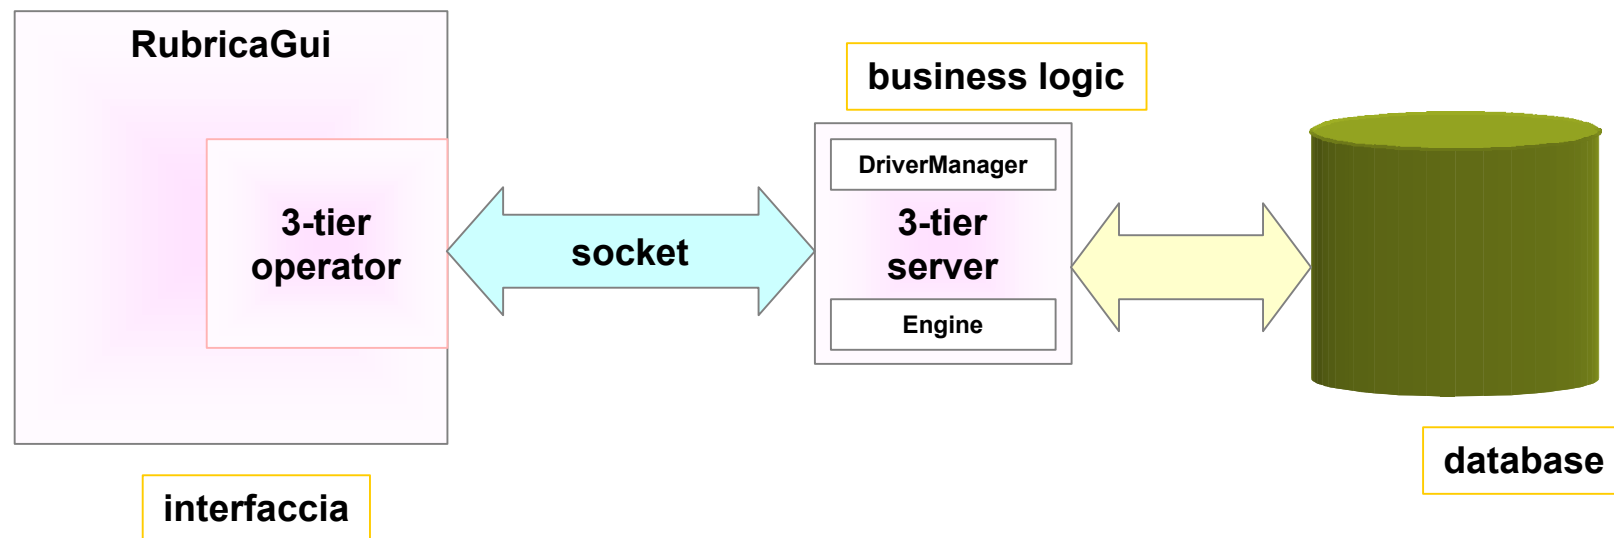 RubricaGui
3-tier
operator
interfaccia
socket
business logic
DriverManager
3-tier
server
Engine
database